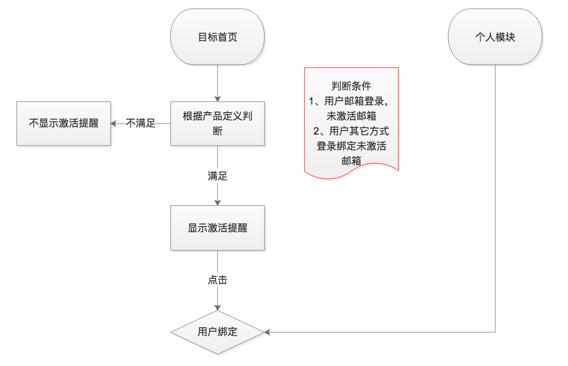 目标首页
个人模块
判断条件
1、用户邮箱登录，
未激活邮箱
2、用户其它方式
登录绑定未激活
邮箱
不显示激活提醒
不满足
根据产品定义判
断
满足
显示激活提醒
点击
用户绑定